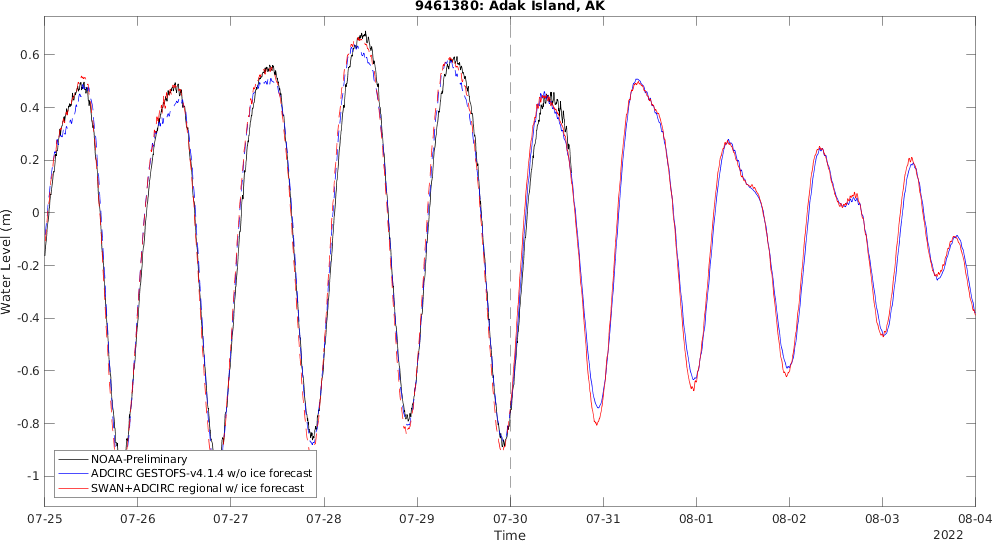 9461380: Adak Island, AK
0.6
0.4
0.2
0
-0.2
-0.4
-0.6
-0.8
-1
Water Level (m)
NOAA-Preliminary
ADCIRC GESTOFS-v4.1.4 w/o ice forecast
SWAN+ADCIRC regional w/ ice forecast
07-25 07-26 07-27 07-28 07-29 07-30 07-31 08-01 08-02 08-03 08-04
Time
2022